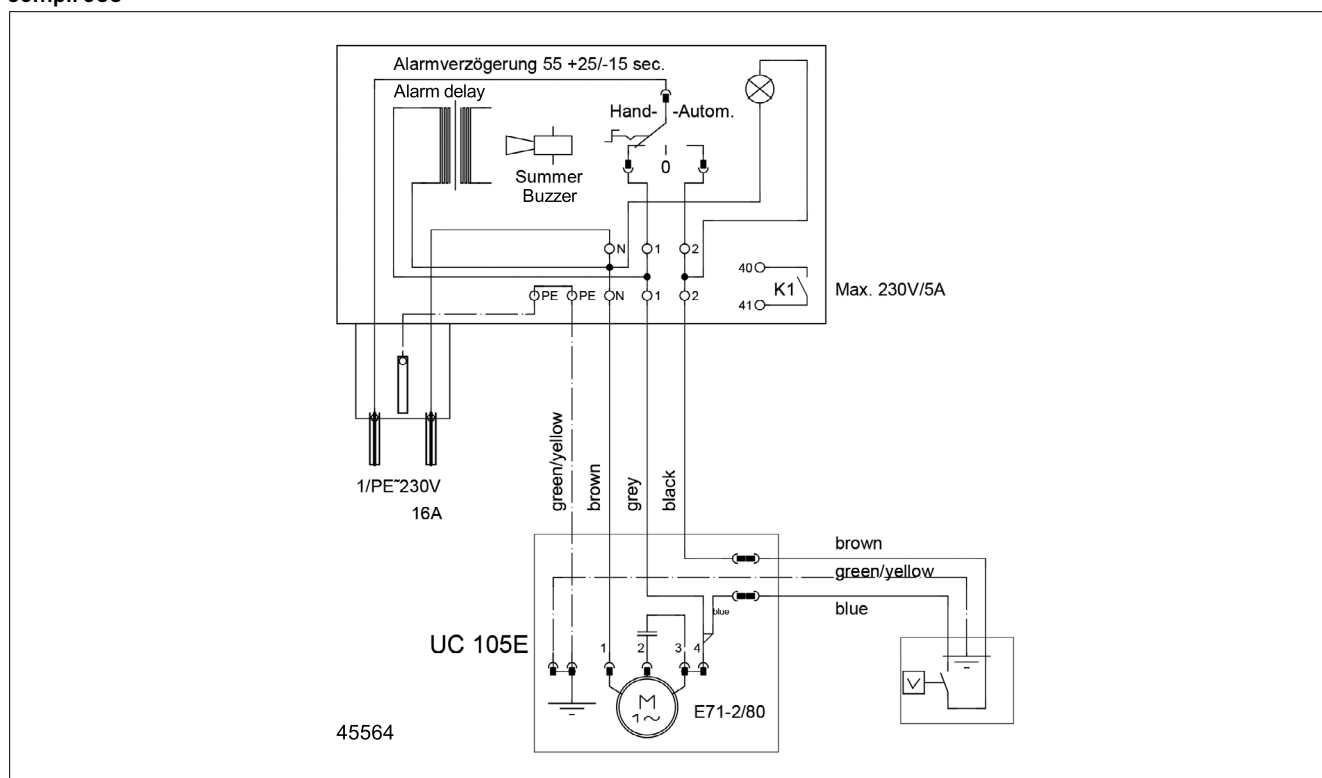 Alarmverzögerung 55 +25/-15 sec.
Alarm delay
Hand- -Autom.
0
Summer
Buzzer
N 1 2
40
K1 Max. 230V/5A
41
PE PE N 1 2
1/PE~230V
16A
green/yellow
brown
grey
black
brown
green/yellow
blue
blue
UC 105E
1 2 3 4
M
1~
E71-2/80
45564